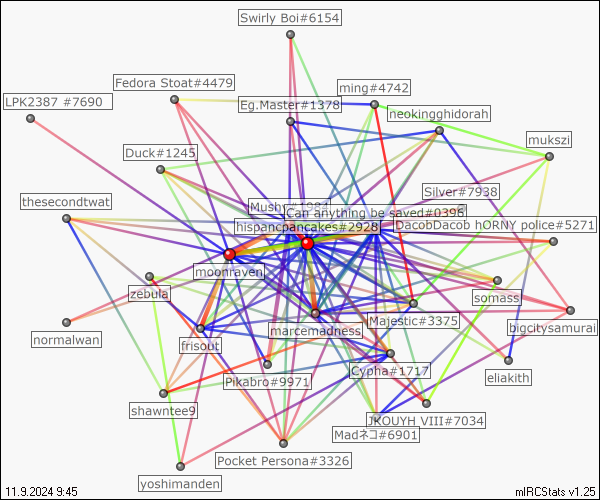 Swirly Boi#6154
Fedora Stoat#4479
ming#4742
LPK2387 #7690
Eg.Master#1378
neokingghidorah
mukszi
Duck#1245
Silver#7938
thesecondtwat
Can anything be saved#0396
hispancpancakes#2928
DacobDacob hORNY police#5271
moonraven
zebula
somass
marcemadness
Majestic#3375
bigcitysamurai
normalwan
frisout
Cypha#1717
eliakith
Pikabro#9971
shawntee9
JKOUYH VIII#7034
Madネコ#6901
Pocket Persona#3326
yoshimanden
11.9.2024 9:45
mIRCStats v1.25